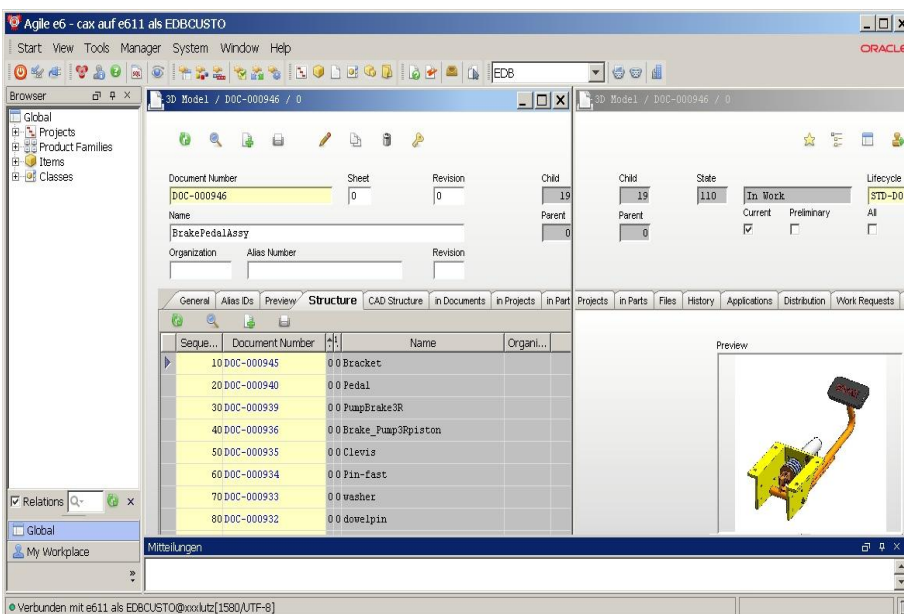 Agile e6 - cax auf e611 als EDBCUSTO
Start View Tools Manager System Window Help
ORACLE
EDB
Browser
Global
Projects
Product Families
Items
Classes
Relations
Global
My Workplace
3D Model / DOC-000946 / 0
Document Number Sheet Revision Child
DOC-000946 0 0 19
Name Parent
BrakePedalAssy 0
Organization Alias Number Revision
General Alias IDs Preview Structure CAD Structure in Documents in Projects in Part
Seque... Document Number Name Organi...
10 DOC-000945 0 0 Bracket
20 DOC-000940 0 0 Pedal
30 DOC-000939 0 0 PumpBrake3R
40 DOC-000936 0 0 Brake_Pump3Rpiston
50 DOC-000935 0 0 Clevis
60 DOC-000934 0 0 Pin-fast
70 DOC-000933 0 0 washer
80 DOC-000932 0 0 dowelpin
3D Model / DOC-000946 / 0
Child State Lifecycle
19 110 In Work STD-DO
Parent Current Preliminary All
0
Projects in Parts Files History Applications Distribution Work Requests
Preview
Mitteilungen
Verbunden mit e611 als EDBCUSTO@xxxlutz[1580/UTF-8]